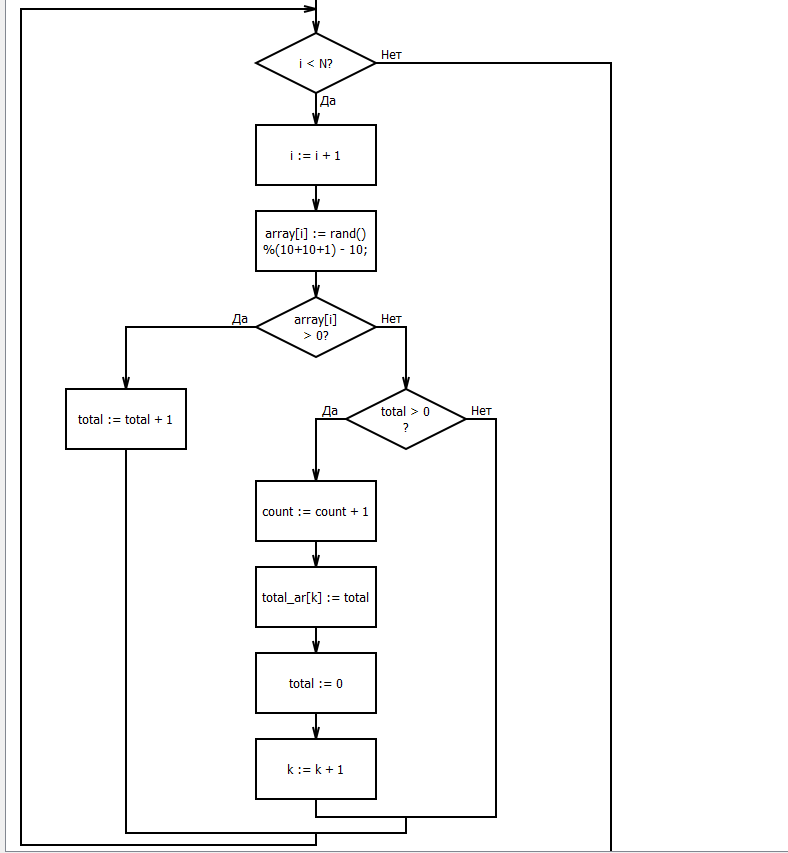 i < N?
Нет
Да
i := i + 1
array[i] := rand()
%(10+10+1) - 10;
Да
array[i]
> 0?
Нет
total := total + 1
Да
total > 0
?
Нет
count := count + 1
total_ar[k] := total
total := 0
k := k + 1